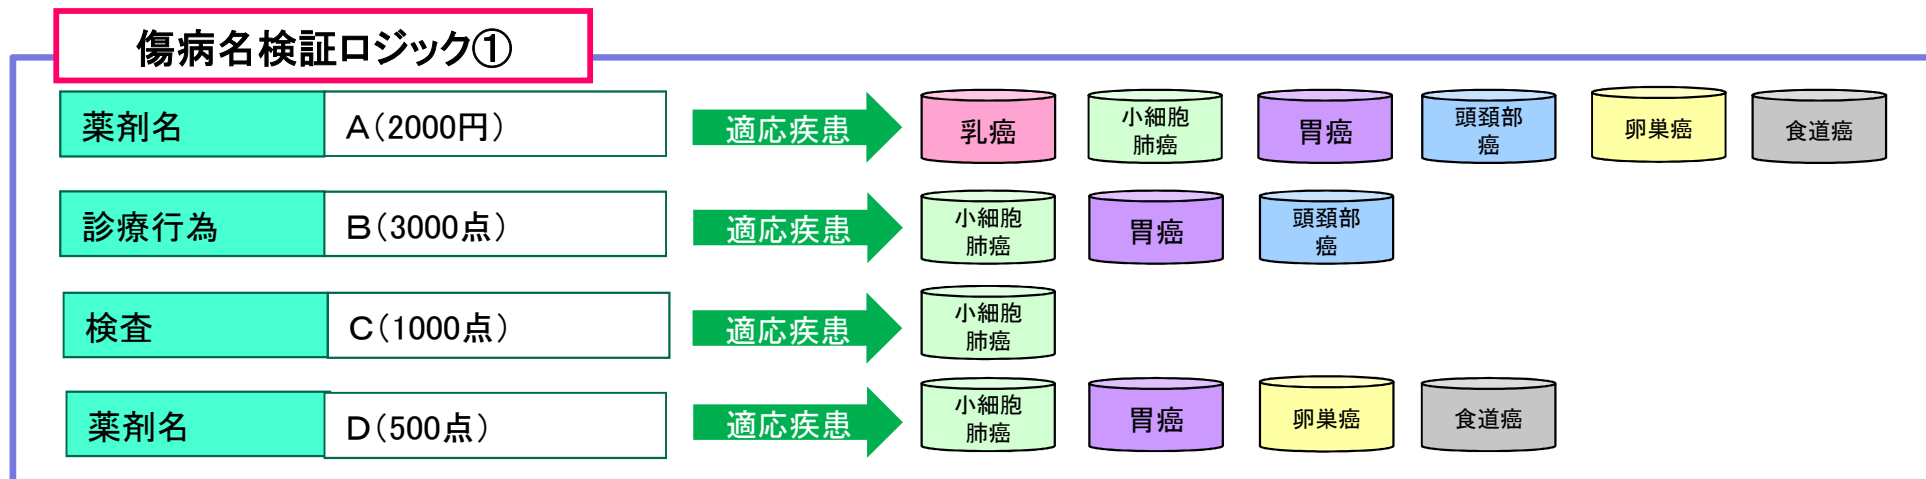 傷病名検証ロジック①
薬剤名 A(2000円) 適応疾患 乳癌 小細胞 肺癌 胃癌 頭頚部 癌 卵巣癌 食道癌
診療行為 B(3000点) 適応疾患 小細胞 肺癌 胃癌 頭頚部 癌
検査 C(1000点) 適応疾患 小細胞 肺癌
薬剤名 D(500点) 適応疾患 小細胞 肺癌 胃癌 卵巣癌 食道癌